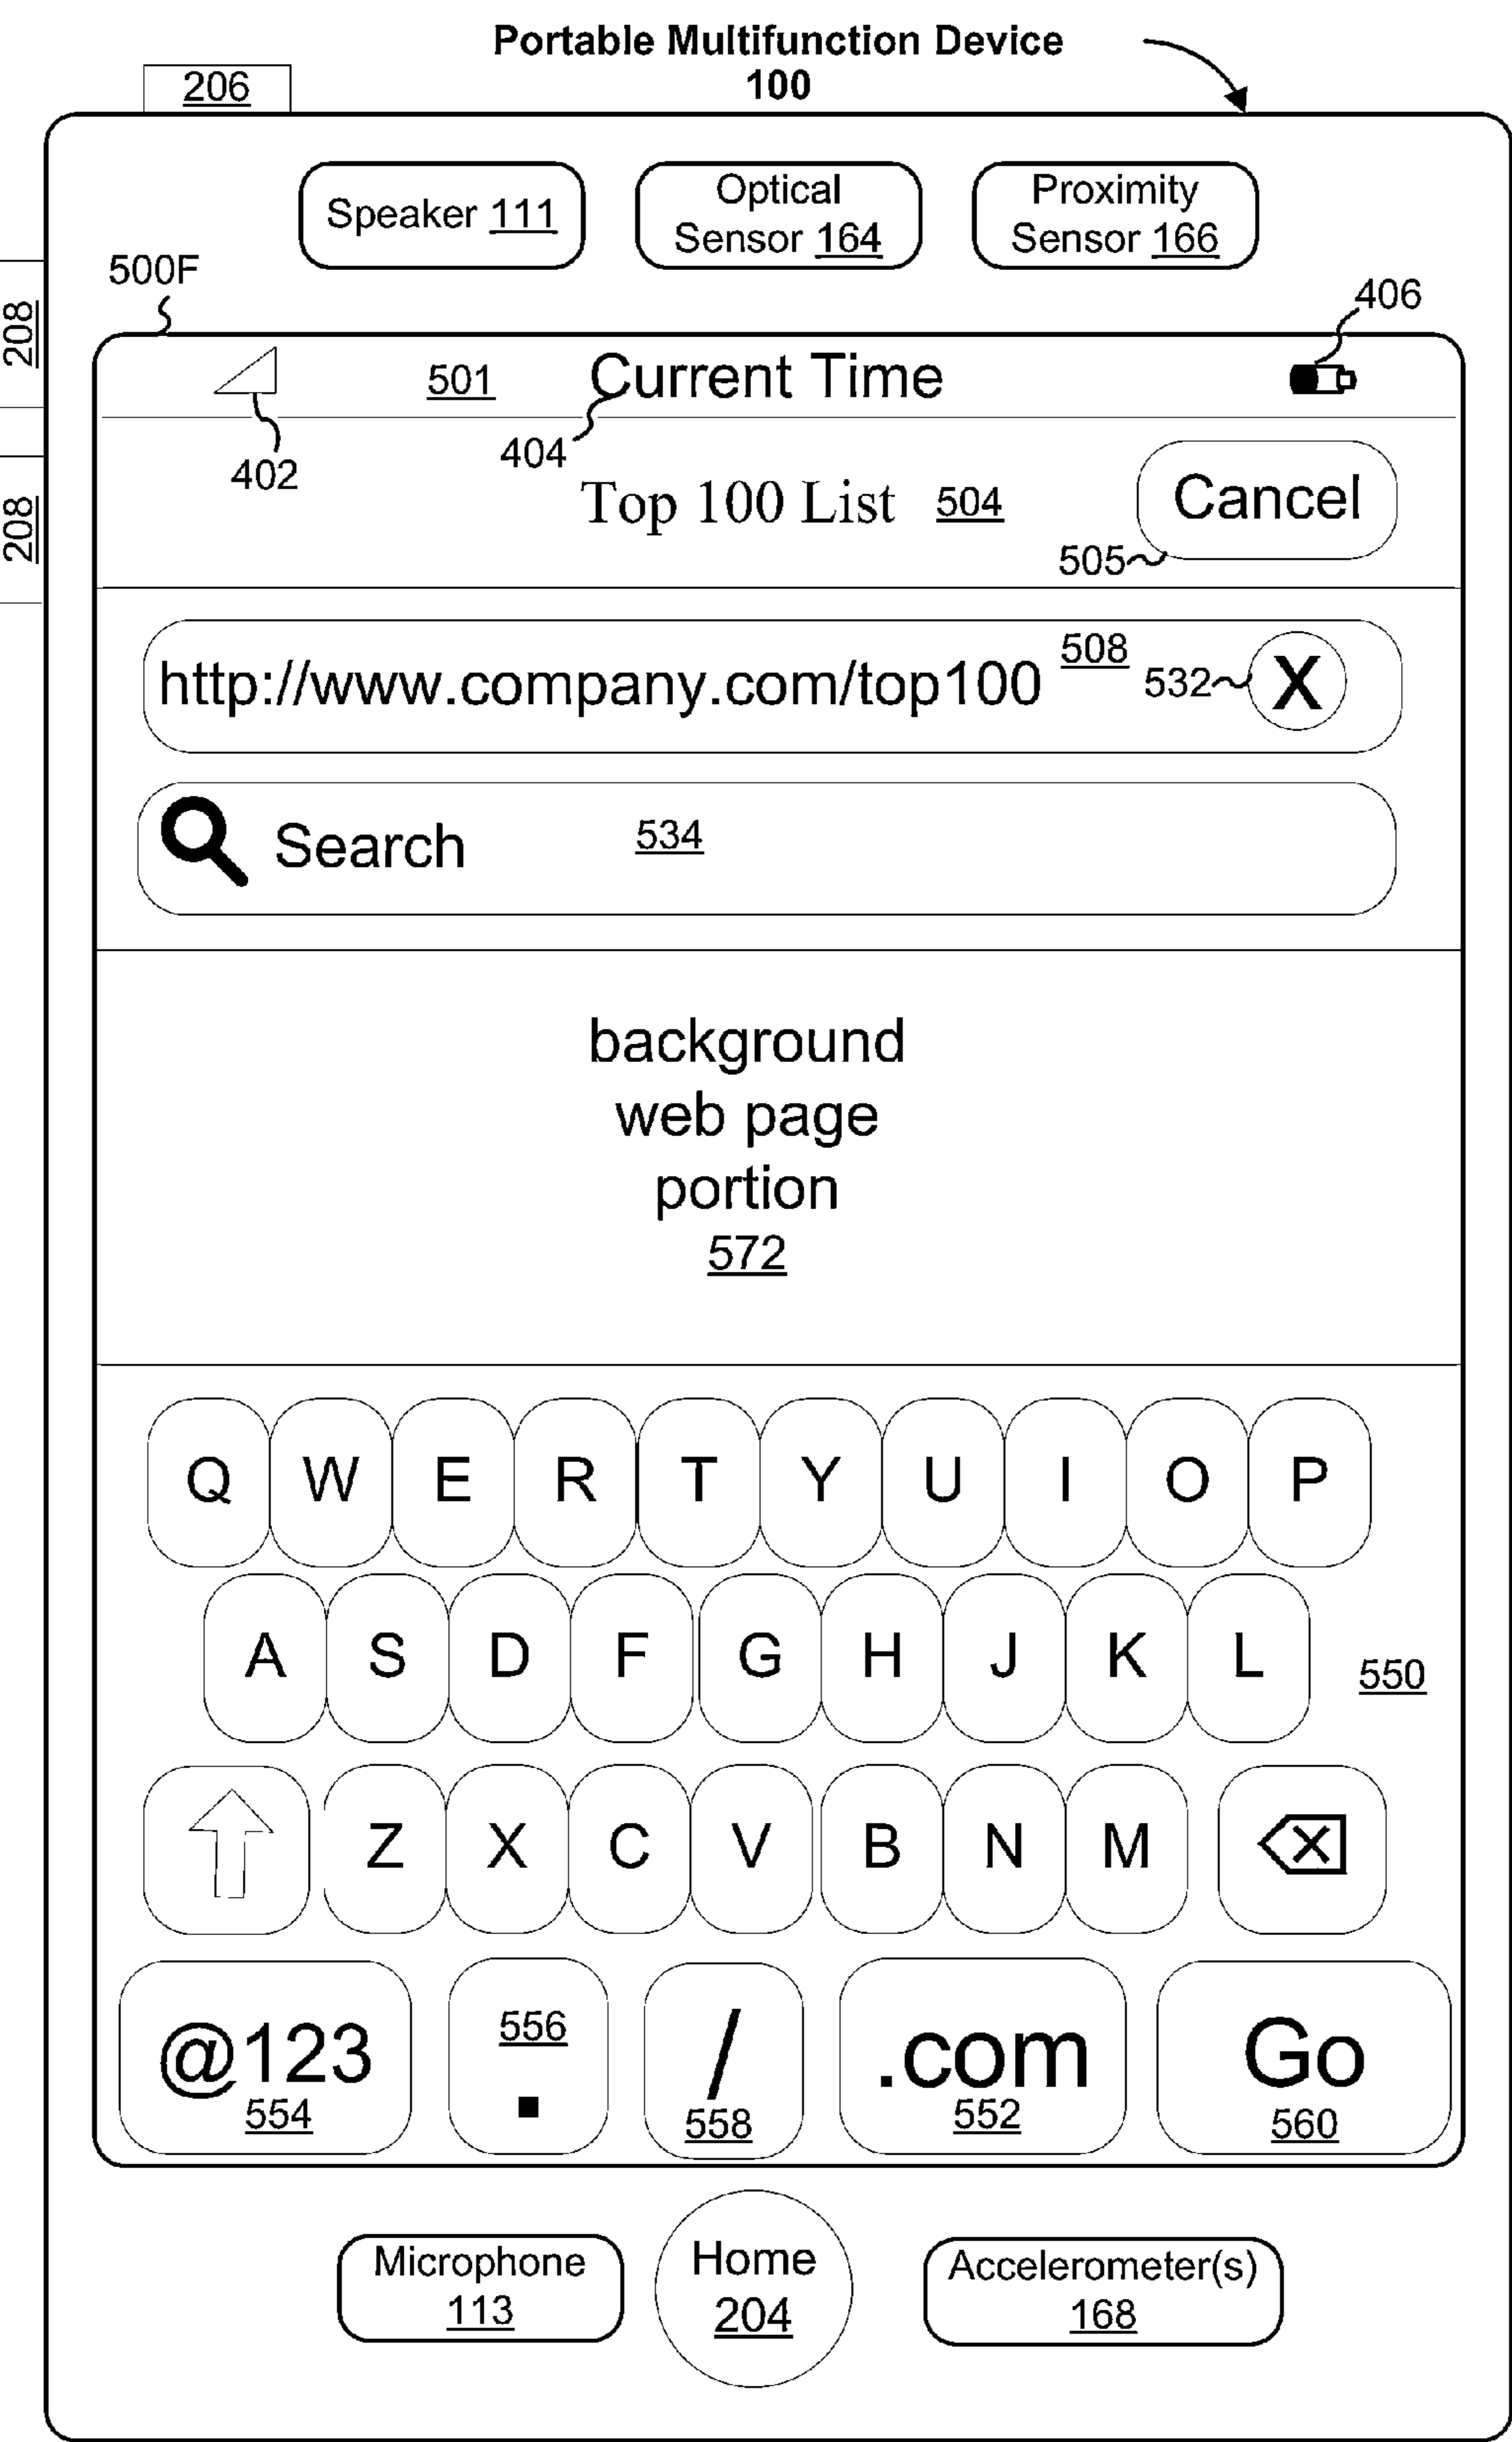 Portable Multifunction Device
100
206
Speaker 111
Optical
Sensor 164
Proximity
Sensor 166
208
208
500F
406
501
Current Time
402
404
Top 100 List 504
Cancel
505
http://www.company.com/top100 508
532
X
Search 534
background
web page
portion
572
Q W E R T Y U I O P
A S D F G H J K L
550
Z X C V B N M
@123
554
556
.
/
558
.com
552
Go
560
Microphone
113
Home
204
Accelerometer(s)
168